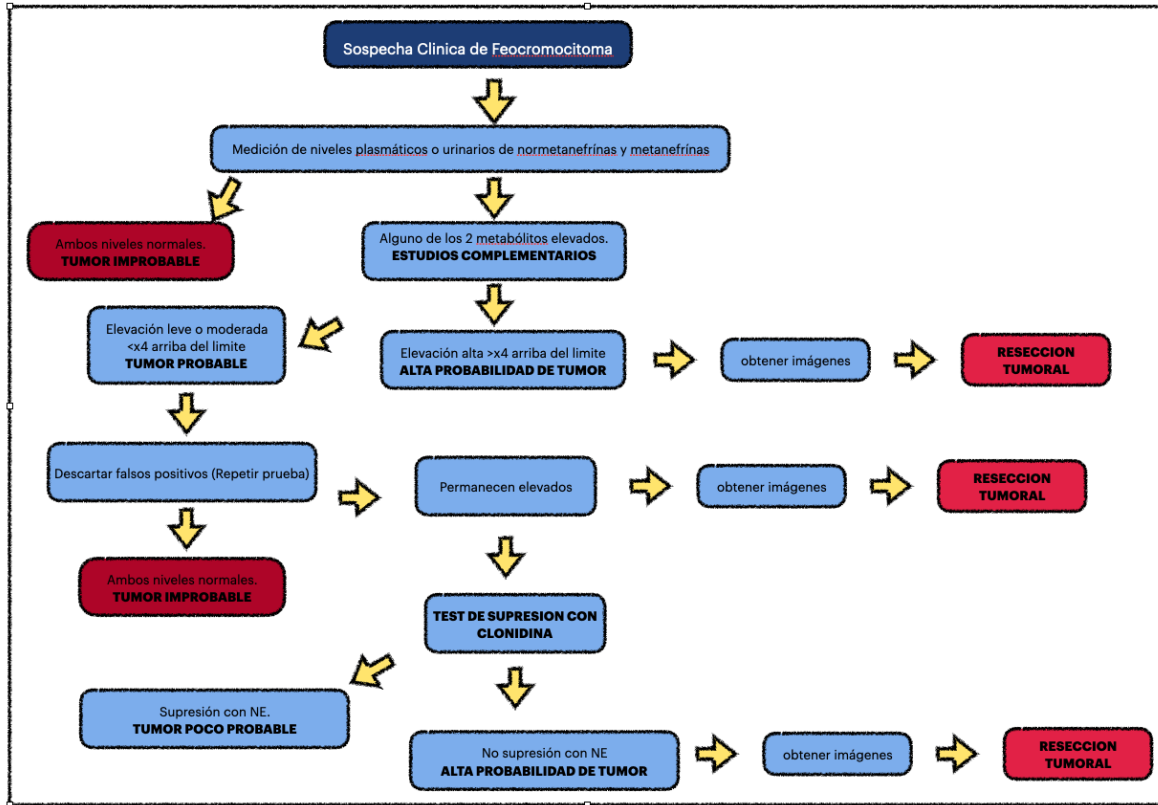 Sospecha Clinica de Feocromocitoma
Medición de niveles plasmáticos o urinarios de normetanefrínas y metanefrínas
Ambos niveles normales.
TUMOR IMPROBABLE
Alguno de los 2 metabólitos elevados.
ESTUDIOS COMPLEMENTARIOS
Elevación leve o moderada
<x4 arriba del limite
TUMOR PROBABLE
Elevación alta >x4 arriba del limite
ALTA PROBABILIDAD DE TUMOR
obtener imágenes
RESECCION
TUMORAL
Descartar falsos positivos (Repetir prueba)
Permanecen elevados
obtener imágenes
RESECCION
TUMORAL
Ambos niveles normales.
TUMOR IMPROBABLE
TEST DE SUPRESION CON
CLONIDINA
Supresión con NE.
TUMOR POCO PROBABLE
No supresión con NE
ALTA PROBABILIDAD DE TUMOR
obtener imágenes
RESECCION
TUMORAL